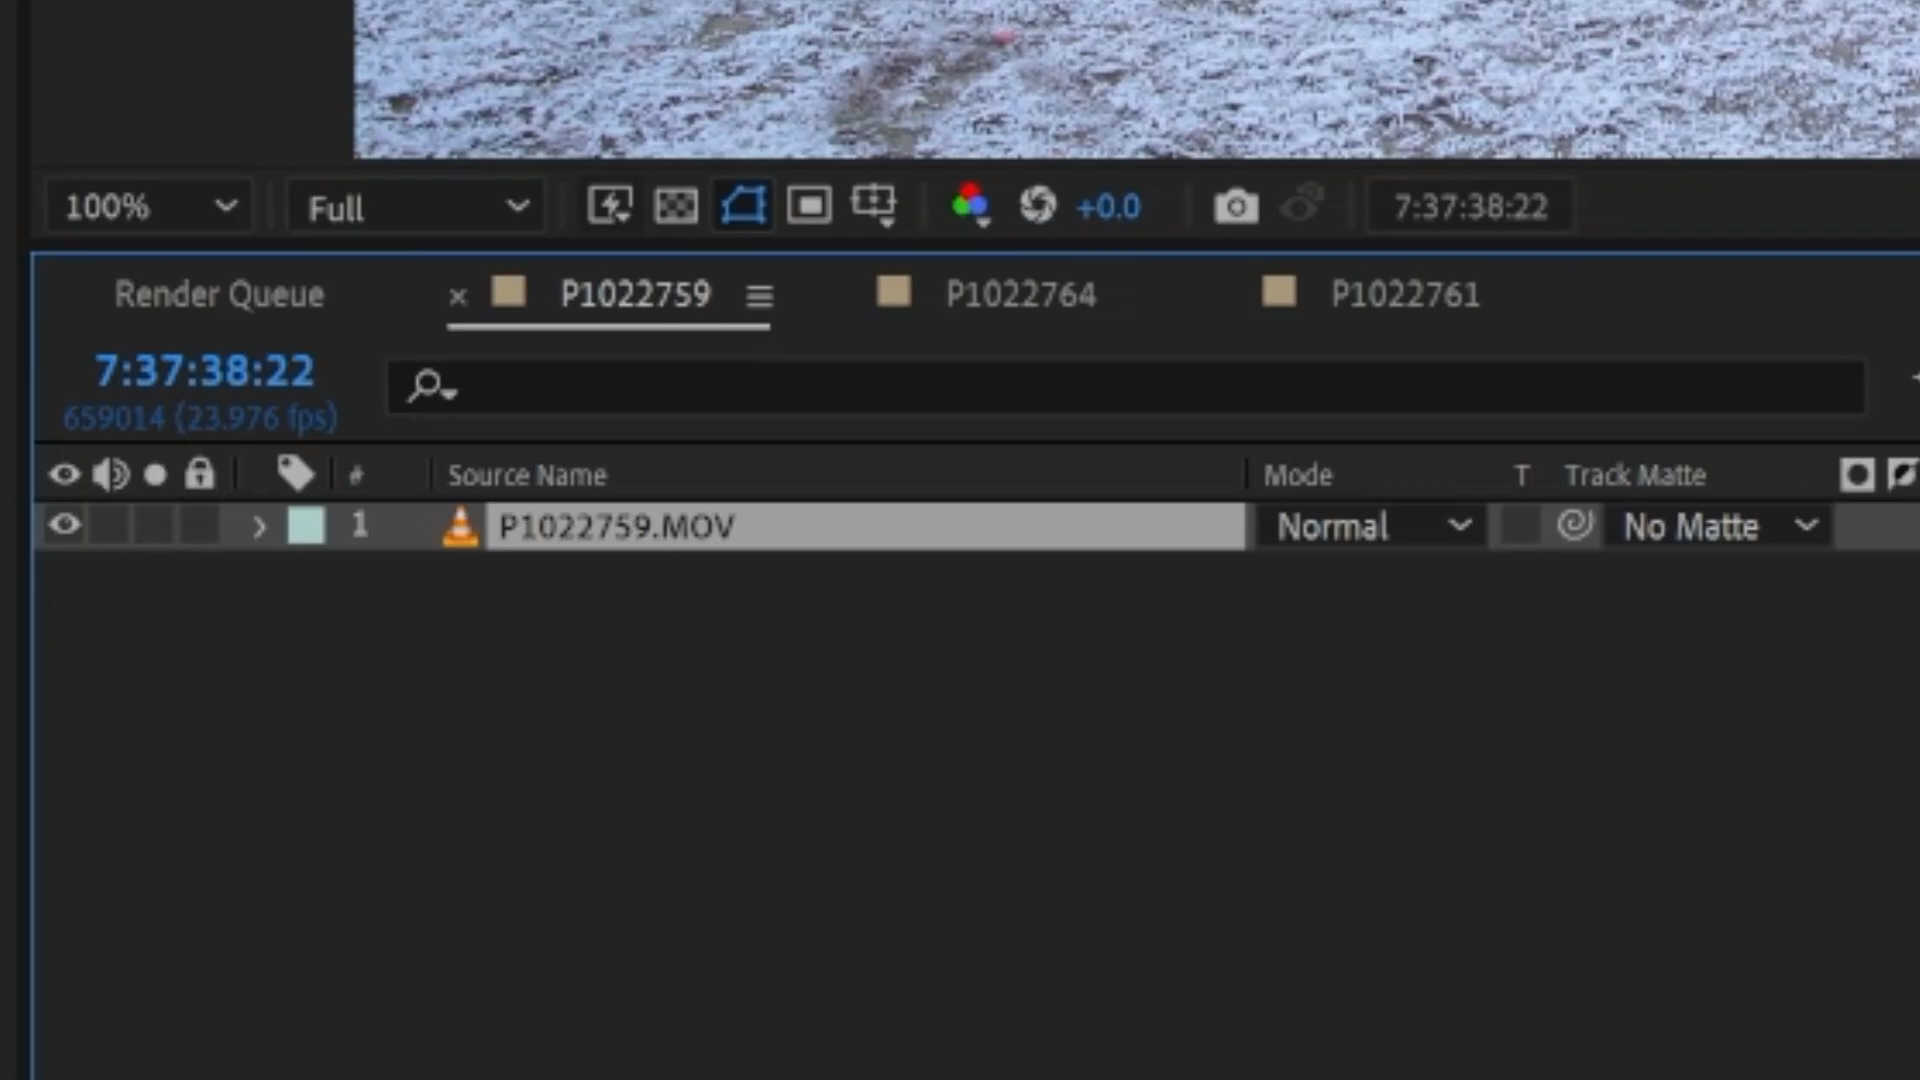 100% Full +0.0 7:37:38:22
Render Queue × P1022759 P1022764 P1022761
7:37:38:22
659014 (23.976 fps)
# Source Name Mode T Track Matte
1 P1022759.MOV Normal No Matte